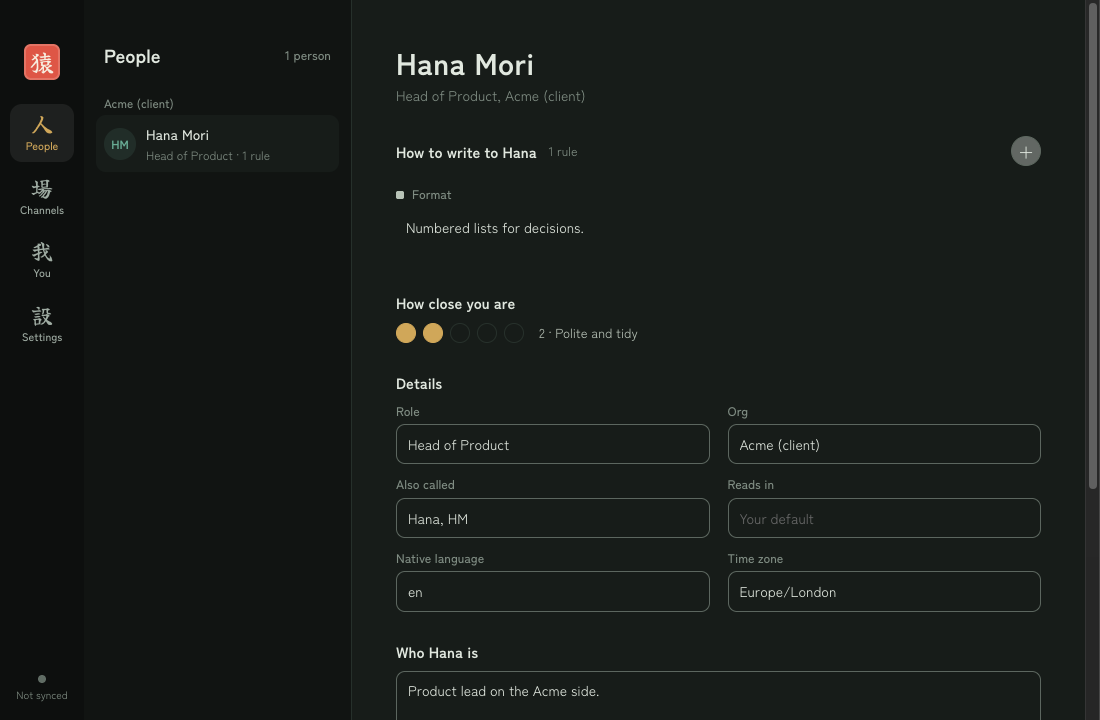 猿
人
People
場
Channels
我
You
設
Settings
Not synced
People
1 person
Acme (client)
HM
Hana Mori
Head of Product · 1 rule
Hana Mori
Head of Product, Acme (client)
How to write to Hana
1 rule
Format
Numbered lists for decisions.
How close you are
2 · Polite and tidy
Details
Role
Org
Head of Product
Acme (client)
Also called
Reads in
Hana, HM
Your default
Native language
Time zone
en
Europe/London
Who Hana is
Product lead on the Acme side.